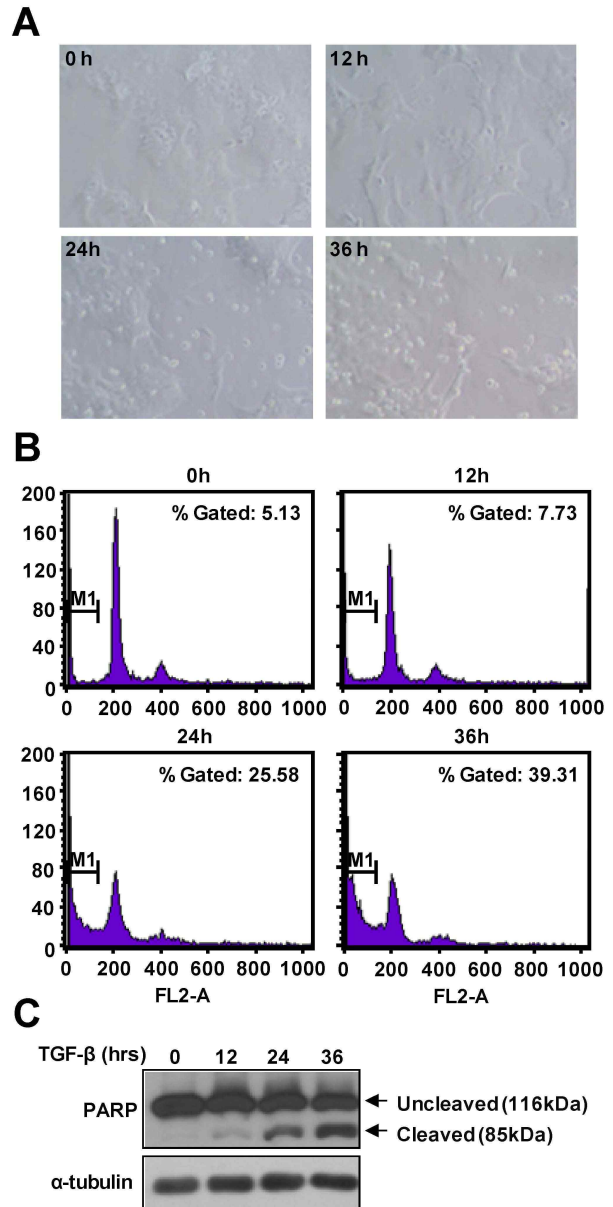 A
0 h
12 h
24h
36 h
B
0h
12h
200
160
120
80
40
0
% Gated: 5.13
M1
% Gated: 7.73
M1
0 200 400 600 800 1000
0 200 400 600 800 1000
24h
36h
200
160
120
80
40
0
% Gated: 25.58
M1
% Gated: 39.31
M1
0 200 400 600 800 1000
0 200 400 600 800 1000
FL2-A
FL2-A
C
TGF-β (hrs) 0 12 24 36
PARP
Uncleaved (116kDa)
Cleaved (85kDa)
α-tubulin